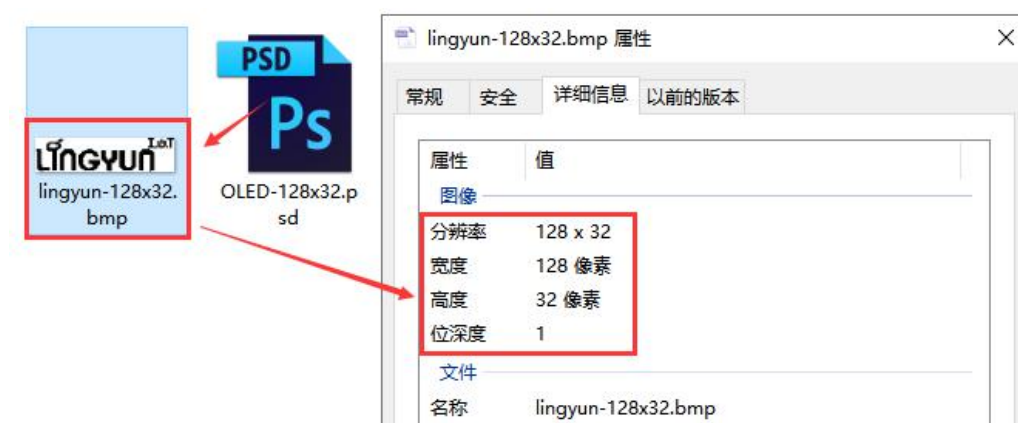 PSD
Ps
LINGYUN IoT
lingyun-128x32.
bmp
OLED-128x32.p
sd
lingyun-128x32.bmp 属性
常规 安全 详细信息 以前的版本
属性 值
图像
分辨率 128 x 32
宽度 128 像素
高度 32 像素
位深度 1
文件
名称 lingyun-128x32.bmp